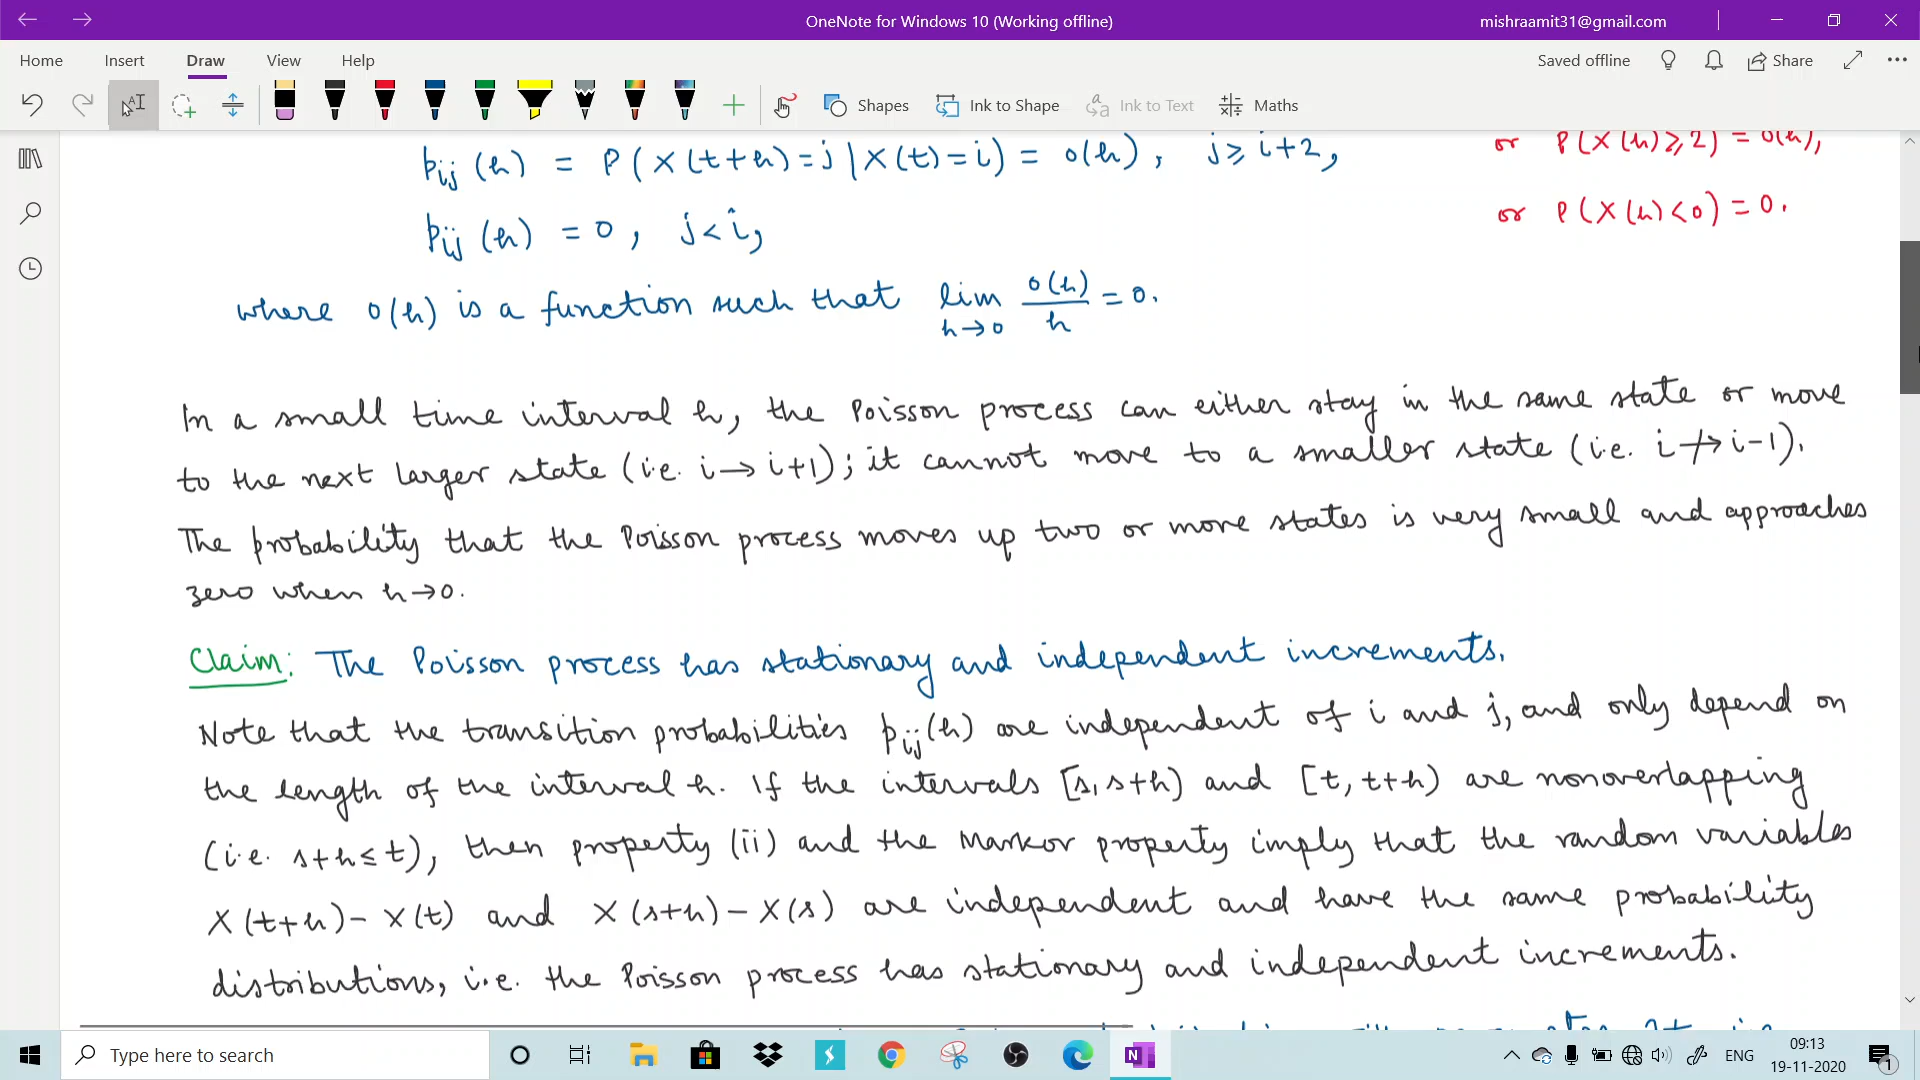 OneNote for Windows 10 (Working offline)
mishraamit31@gmail.com
Home Insert Draw View Help
Saved offline Share
Shapes Ink to Shape Ink to Text Maths
p_ij (h) = P( X(t+h)=j | X(t)=i) = o(h), j≥i+2,
or P(X(h)≥2) = o(h),
p_ij (h) = 0, j<i,
or P(X(h)<0) = 0.
where o(h) is a function such that lim_{h→0} o(h)/h = 0.
In a small time interval h, the Poisson process can either stay in the same state or move
to the next larger state (i.e. i→i+1); it cannot move to a smaller state (i.e. i↛i-1).
The probability that the Poisson process moves up two or more states is very small and approaches
zero when h→0.
Claim: The Poisson process has stationary and independent increments.
Note that the transition probabilities p_ij(h) are independent of i and j, and only depend on
the length of the interval h. If the intervals [s, s+h) and [t, t+h) are nonoverlapping
(i.e. s+h≤t), then property (ii) and the Markov property imply that the random variables
X(t+h)-X(t) and X(s+h)-X(s) are independent and have the same probability
distributions, i.e. the Poisson process has stationary and independent increments.
Type here to search
ENG
09:13
19-11-2020
1